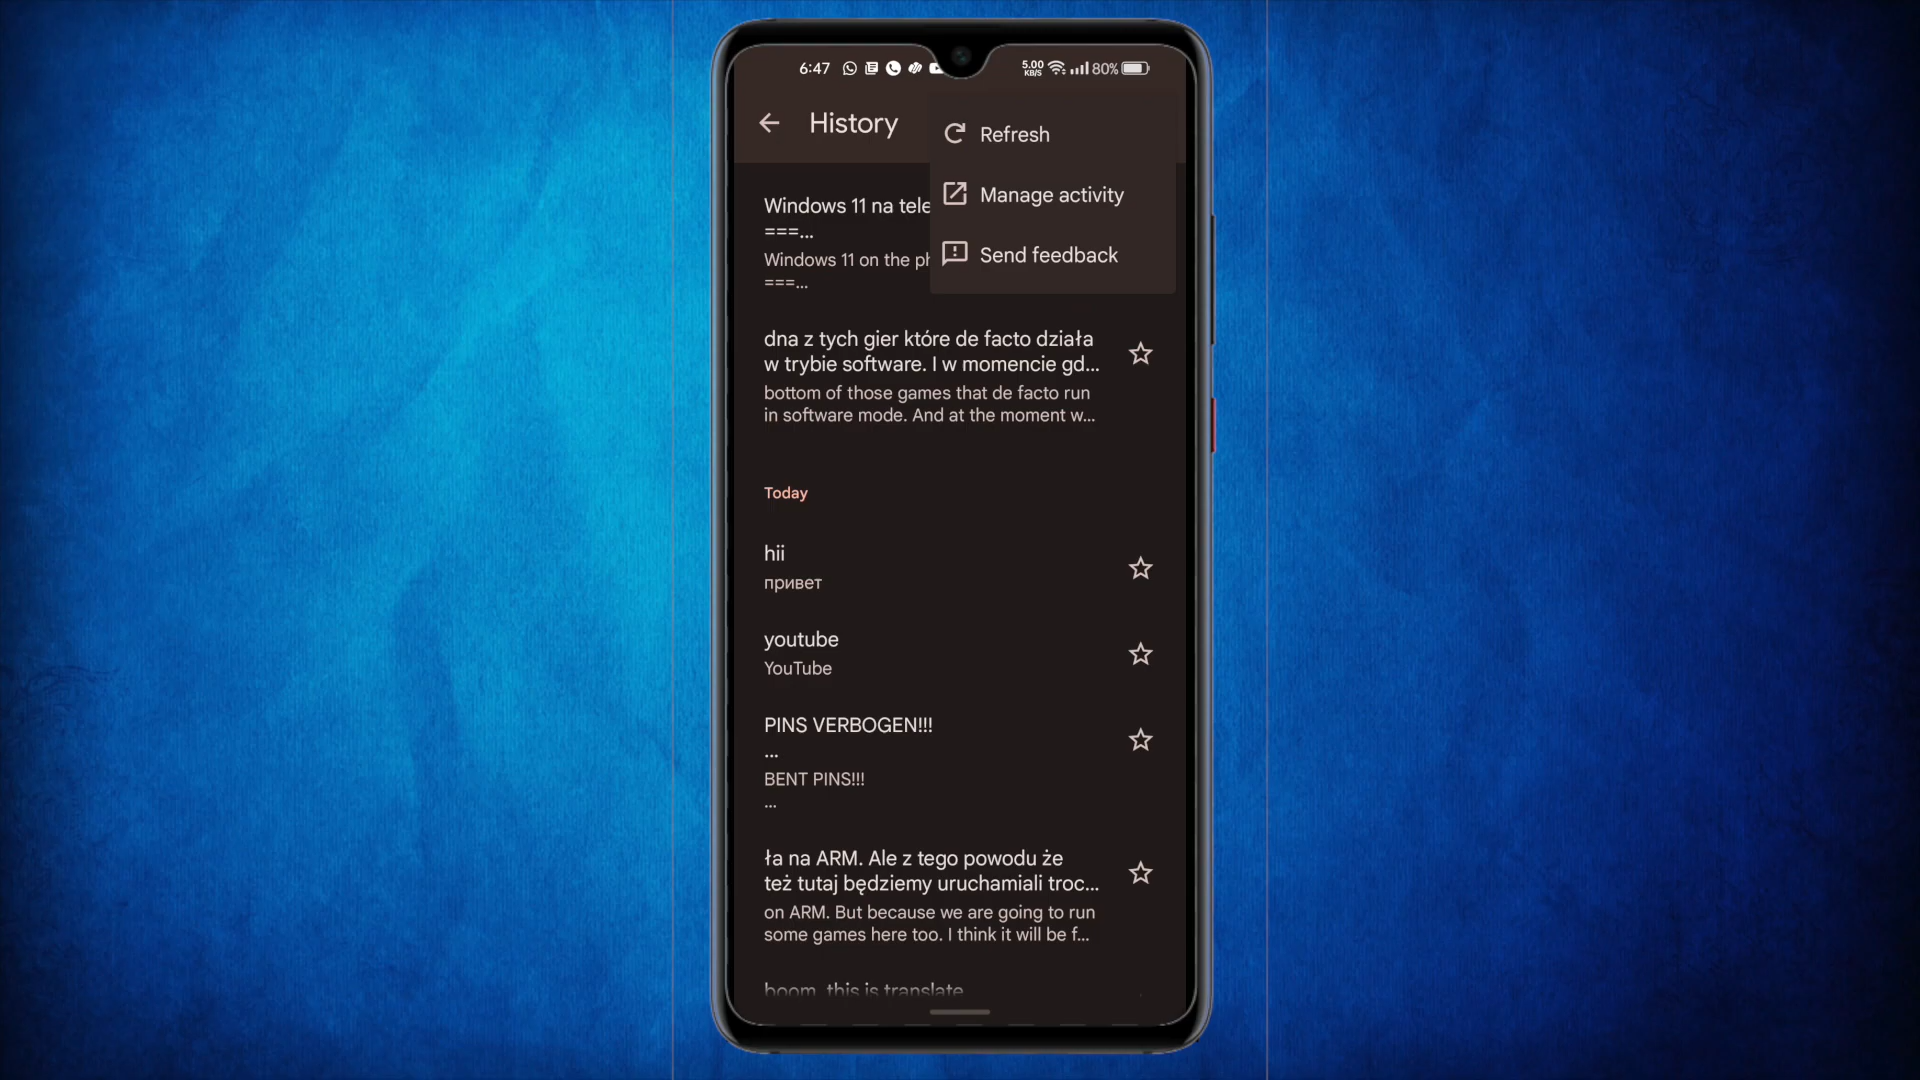 6:47
5.00
KB/S
80%
History
Refresh
Manage activity
Send feedback
Windows 11 na tele
===...
Windows 11 on the ph
===...
dna z tych gier które de facto działa
w trybie software. I w momencie gd...
bottom of those games that de facto run
in software mode. And at the moment w...
Today
hii
привет
youtube
YouTube
PINS VERBOGEN!!!
...
BENT PINS!!!
...
ła na ARM. Ale z tego powodu że
też tutaj będziemy uruchamiali troc...
on ARM. But because we are going to run
some games here too. I think it will be f...
boom, this is translate